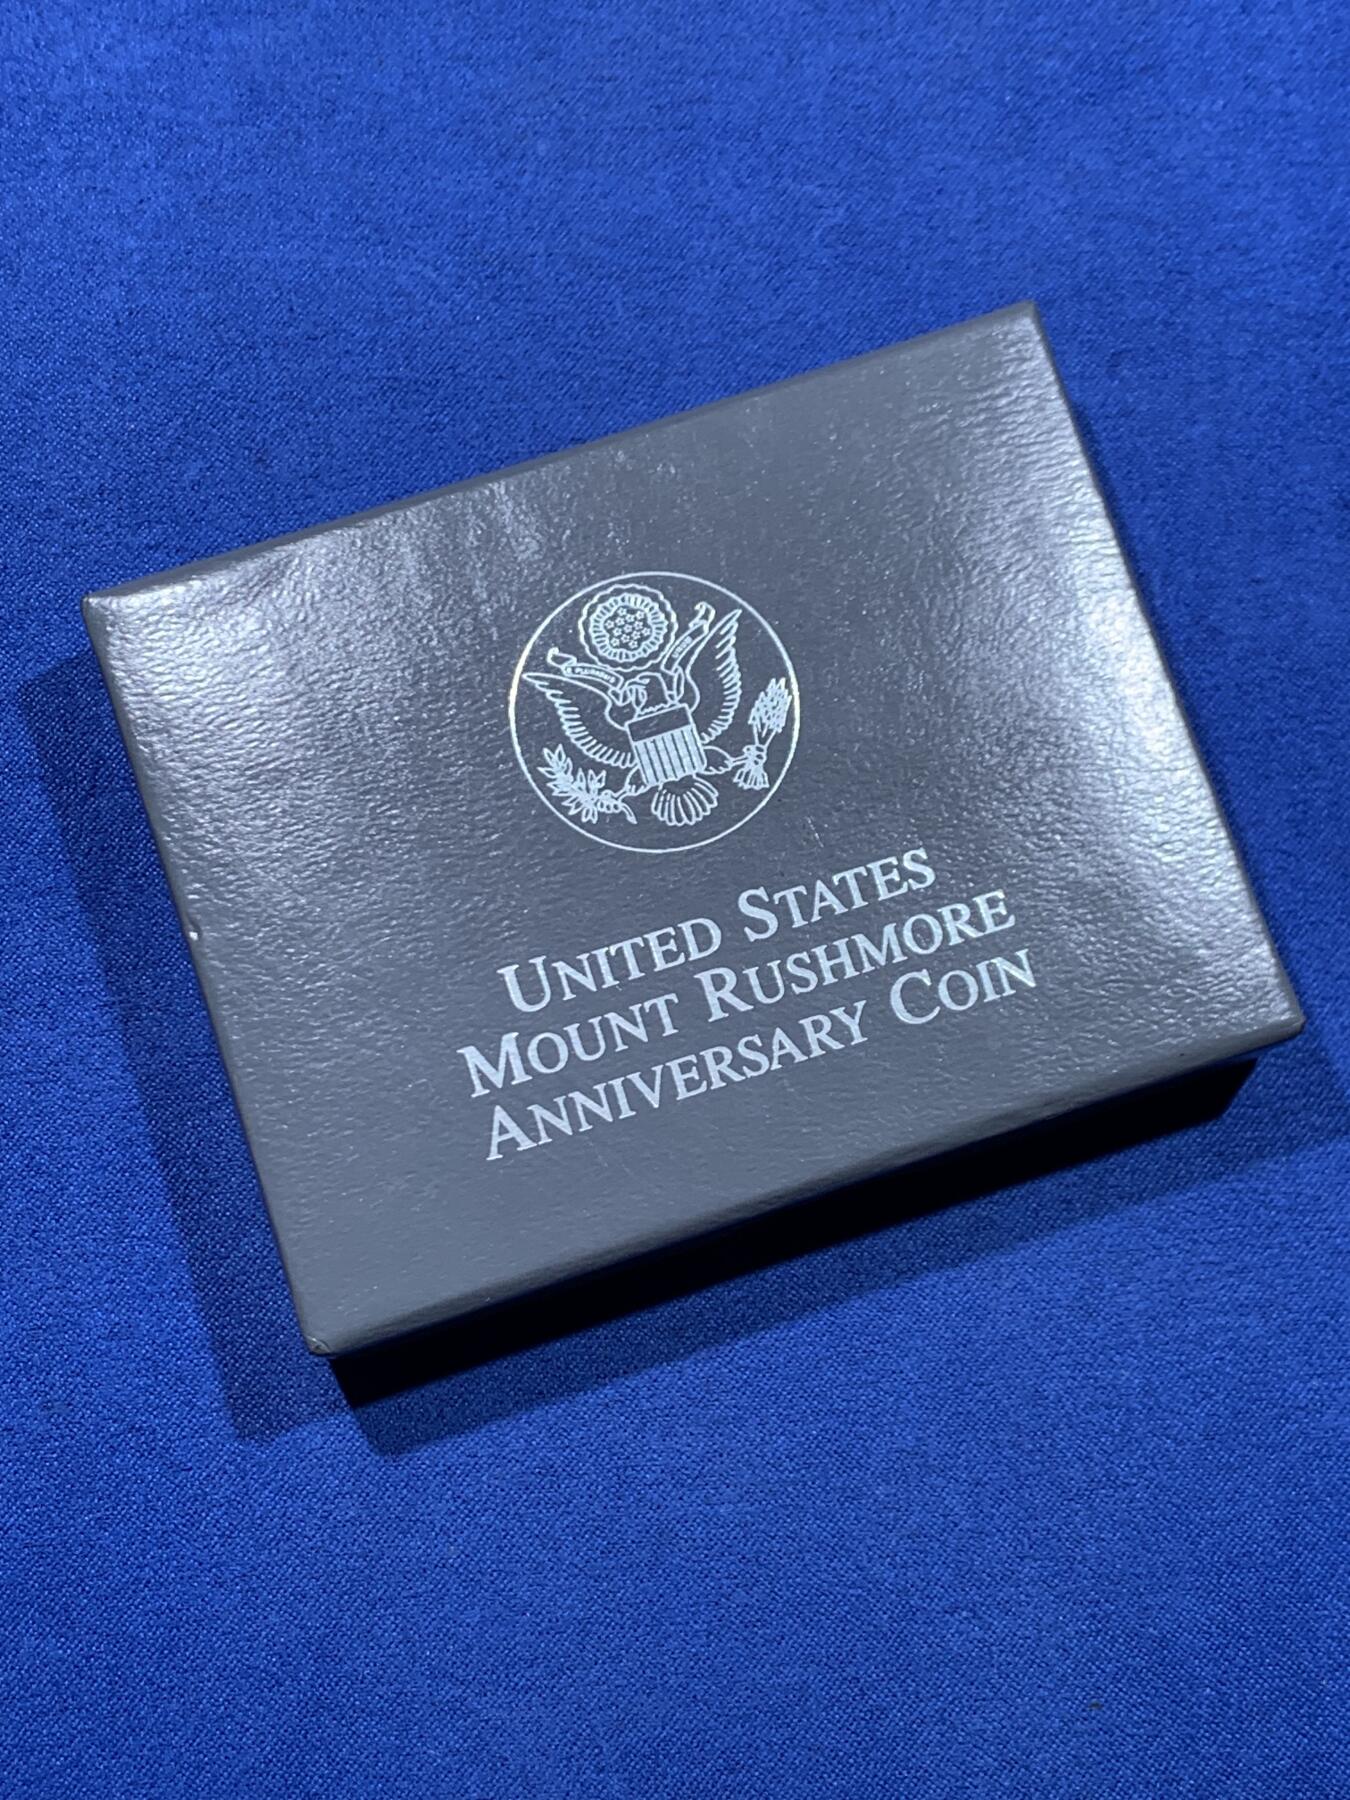 UNITED STATES
MOUNT RUSHMORE
ANNIVERSARY COIN